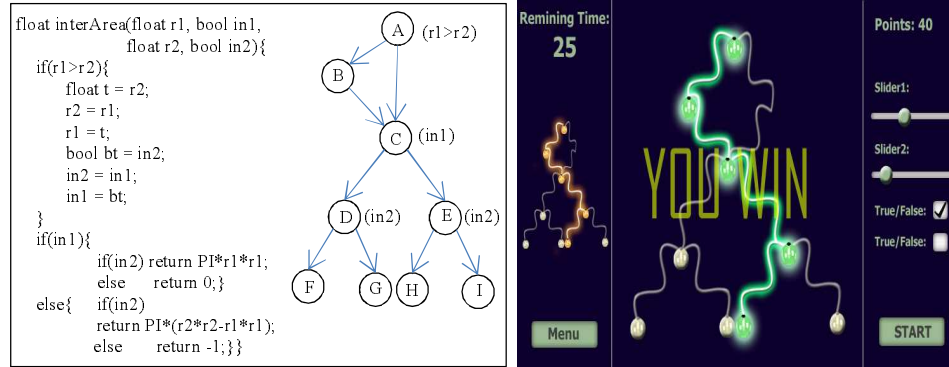 float interArea(float r1, bool in1,
float r2, bool in2){
if(r1>r2){
float t = r2;
r2 = r1;
r1 = t;
bool bt = in2;
in2 = in1;
in1 = bt;
}
if(in1){
if(in2) return PI*r1*r1;
else return 0;}
else{ if(in2)
return PI*(r2*r2-r1*r1);
else return -1;}}
A (r1>r2)
B
C (in1)
D (in2) E (in2)
F G H I
Remining Time:
25
Menu
YOU WIN
Points: 40
Slider1:
Slider2:
True/False:
True/False:
START